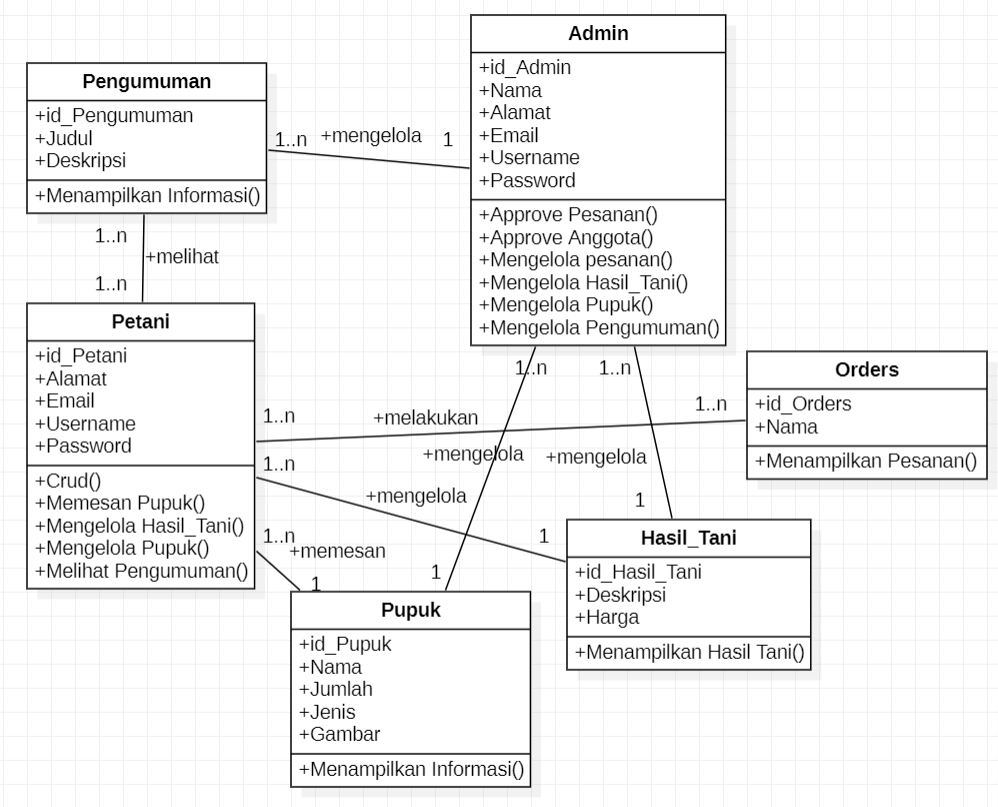 Pengumuman
+id_Pengumuman
+Judul
+Deskripsi
+Menampilkan Informasi()
1..n
+mengelola
1
Admin
+id_Admin
+Nama
+Alamat
+Email
+Username
+Password
+Approve Pesanan()
+Approve Anggota()
+Mengelola pesanan()
+Mengelola Hasil_Tani()
+Mengelola Pupuk()
+Mengelola Pengumuman()
1..n
+melihat
1..n
Petani
+id_Petani
+Alamat
+Email
+Username
+Password
+Crud()
+Memesan Pupuk()
+Mengelola Hasil_Tani()
+Mengelola Pupuk()
+Melihat Pengumuman()
1..n
+melakukan
1..n
Orders
+id_Orders
+Nama
+Menampilkan Pesanan()
1..n
+mengelola
1
1..n
+mengelola
1
1..n
+mengelola
1
1..n
+memesan
1
Hasil_Tani
+id_Hasil_Tani
+Deskripsi
+Harga
+Menampilkan Hasil Tani()
Pupuk
+id_Pupuk
+Nama
+Jumlah
+Jenis
+Gambar
+Menampilkan Informasi()